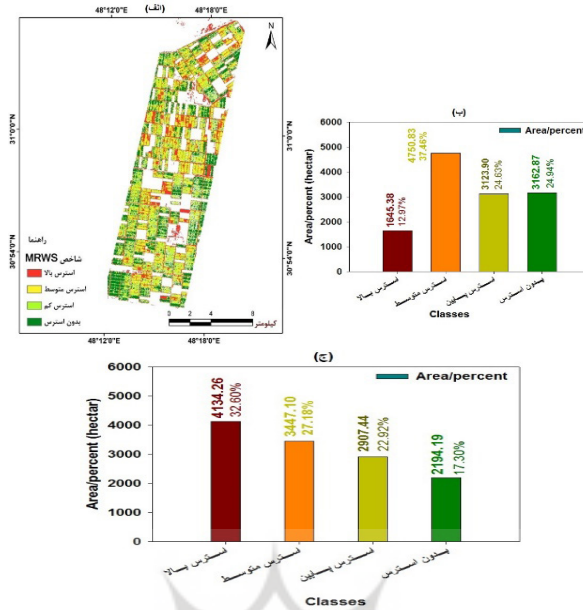 (الف)
48°12'0"E 48°18'0"E
N
31°0'0"N
31°0'0"N
30°54'0"N
30°54'0"N
راهنما
شاخص MRWS
استرس بالا
استرس متوسط
استرس کم
بدون استرس
0 2 4 8
کیلومتر
48°12'0"E 48°18'0"E
(ب)
Area/percent
Area/percent (hectar)
6000
5000
4000
3000
2000
1000
0
1645.38
12.97%
4750.83
37.46%
3123.90
24.63%
3162.87
24.94%
استرس بالا
استرس متوسط
استرس پایین
بدون استرس
Classes
(ج)
Area/percent
Area/percent (hectar)
6000
5000
4000
3000
2000
1000
0
4134.26
32.60%
3447.10
27.18%
2907.44
22.92%
2194.19
17.30%
استرس بالا
استرس متوسط
استرس پایین
بدون استرس
Classes